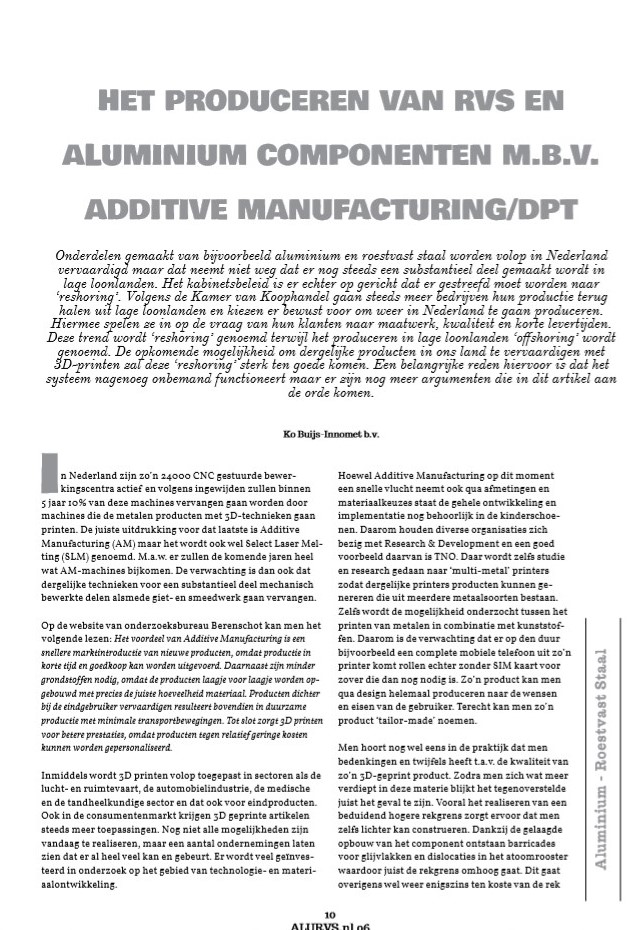 HET PRODUCEREN VAN RVS EN
ALUMINIUM COMPONENTEN M.B.V.
ADDITIVE MANUFACTURING/DPT
Onderdelen gemaakt van bijvoorbeeld aluminium en roestvast staal worden volop in Nederland
vervaardigd maar dat neemt niet weg dat er nog steeds een substantieel deel gemaakt wordt in
lage loonlanden. Het kabinetsbeleid is er echter op gericht dat er gestreefd moet worden naar
‘reshoring’. Volgens de Kamer van Koophandel gaan steeds meer bedrijven hun productie terug
halen uit lage loonlanden en kiezen er bewust voor om weer in Nederland te gaan produceren.
Hiermee spelen ze in op de vraag van hun klanten naar maatwerk, kwaliteit en korte levertijden.
Deze trend wordt ‘reshoring’ genoemd terwijl het produceren in lage loonlanden ‘offshoring’ wordt
genoemd. De opkomende mogelijkheid om dergelijke producten in ons land te vervaardigen met
3D-printen zal deze ‘reshoring’ sterk ten goede komen. Een belangrijke reden hiervoor is dat het
systeem nagenoeg onbemand functioneert maar er zijn nog meer argumenten die in dit artikel aan
de orde komen.
Ko Buijs-Innomet b.v.
In Nederland zijn zo’n 24000 CNC gestuurde bewer-
kingscentra actief en volgens ingewijden zullen binnen
5 jaar 10% van deze machines vervangen gaan worden door
machines die de metalen producten met 3D-technieken gaan
printen. De juiste uitdrukking voor dat laatste is Additive
Manufacturing (AM) maar het wordt ook wel Select Laser Mel-
ting (SLM) genoemd. M.a.w. er zullen de komende jaren heel
wat AM-machines bijkomen. De verwachting is dan ook dat
dergelijke technieken voor een substantieel deel mechanisch
bewerkte delen alsmede giet- en smeedwerk gaan vervangen.
Op de website van onderzoeksbureau Berenschot kan men het
volgende lezen: Het voordeel van Additive Manufacturing is een
snellere marktintroductie van nieuwe producten, omdat productie in
korte tijd en goedkoop kan worden uitgevoerd. Daarnaast zijn minder
grondstoffen nodig, omdat de producten laagje voor laagje worden op-
gebouwd met precies de juiste hoeveelheid materiaal. Producten dichter
bij de eindgebruiker vervaardigen resulteert bovendien in duurzame
productie met minimale transportbewegingen. Tot slot zorgt 3D printen
voor betere prestaties, omdat producten tegen relatief geringe kosten
kunnen worden gepersonaliseerd.
Inmiddels wordt 3D printen volop toegepast in sectoren als de
lucht- en ruimtevaart, de automobielindustrie, de medische
en de tandheelkundige sector en dat ook voor eindproducten.
Ook in de consumentmarkt krijgen 3D geprinte artikelen
steeds meer toepassingen. Nog niet alle mogelijkheden zijn
vandaag te realiseren, maar een aantal ondernemingen laten
zien dat er al heel veel kan en gebeurt. Er wordt veel geïnves-
teerd in onderzoek op het gebied van technologie- en materi-
aalontwikkeling.
Hoewel Additive Manufacturing op dit moment
een snelle vlucht neemt ook qua afmetingen en
materiaalkeuzes staat de gehele ontwikkeling en
implementatie nog behoorlijk in de kinderschoe-
nen. Daarom houden diverse organisaties zich
bezig met Research & Development en een goed
voorbeeld daarvan is TNO. Daar wordt zelfs studie
en research gedaan naar ‘multi-metal’ printers
zodat dergelijke printers producten kunnen ge-
nereren die uit meerdere metaalsoorten bestaan.
Zelfs wordt de mogelijkheid onderzocht tussen het
printen van metalen in combinatie met kunststof-
fen. Daarom is de verwachting dat er op den duur
bijvoorbeeld een complete mobiele telefoon uit zo’n
printer komt rollen echter zonder SIM kaart voor
zover die dan nog nodig is. Zo’n product kan men
qua design helemaal produceren naar de wensen
en eisen van de gebruiker. Terecht kan men zo’n
product ‘tailor-made’ noemen.
Men hoort nog wel eens in de praktijk dat men
bedenkingen en twijfels heeft t.a.v. de kwaliteit van
zo’n 3D-geprint product. Zodra men zich wat meer
verdiept in deze materie blijkt het tegenoverstelde
juist het geval te zijn. Vooral het realiseren van een
beduidend hogere rekgrens zorgt ervoor dat men
zelfs lichter kan construeren. Dankzij de gelaagde
opbouw van het component ontstaan barricades
voor glijvlakken en dislocaties in het atoomrooster
waardoor juist de rekgrens omhoog gaat. Dit gaat
overigens wel weer enigszins ten koste van de rek
Aluminium - Roestvast Staal
10
ALURVS.nl 06